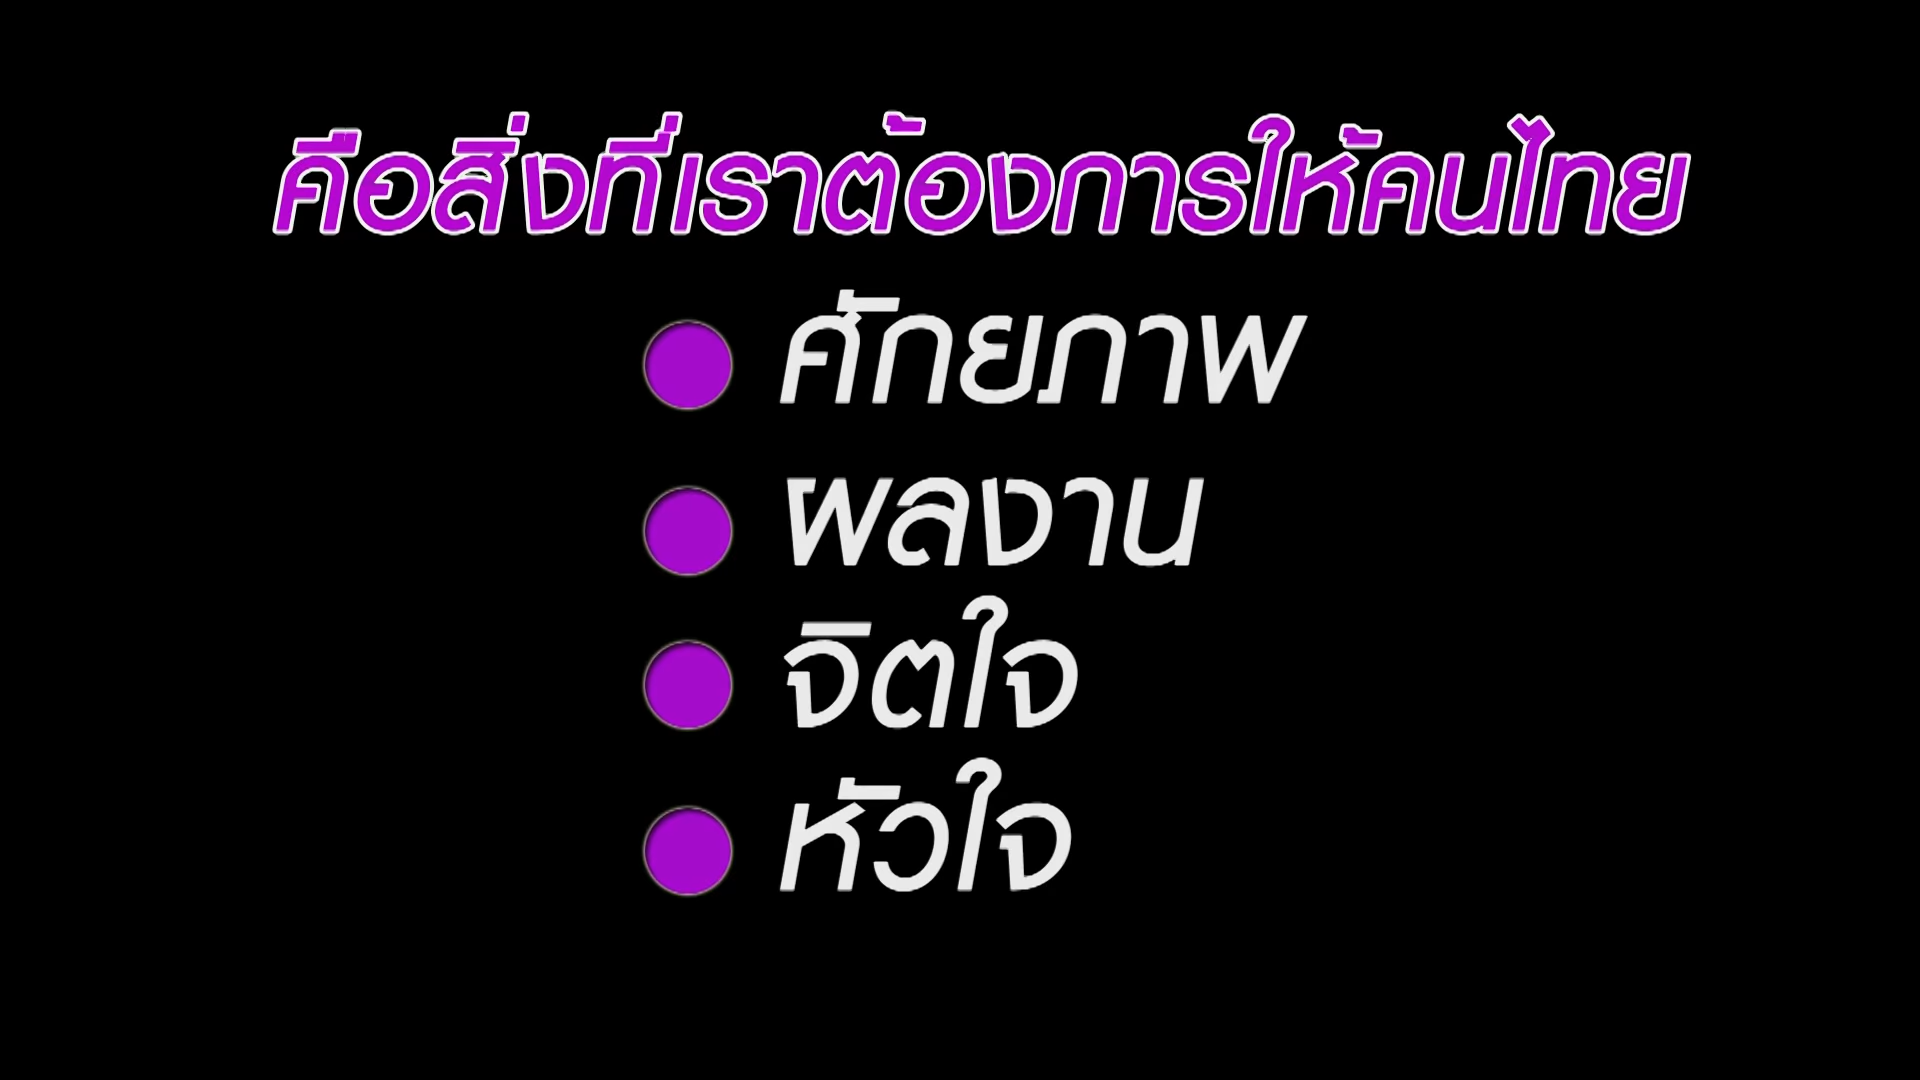 คือสิ่งที่เราต้องการให้คนไทย
ศักยภาพ
ผลงาน
จิตใจ
หัวใจ